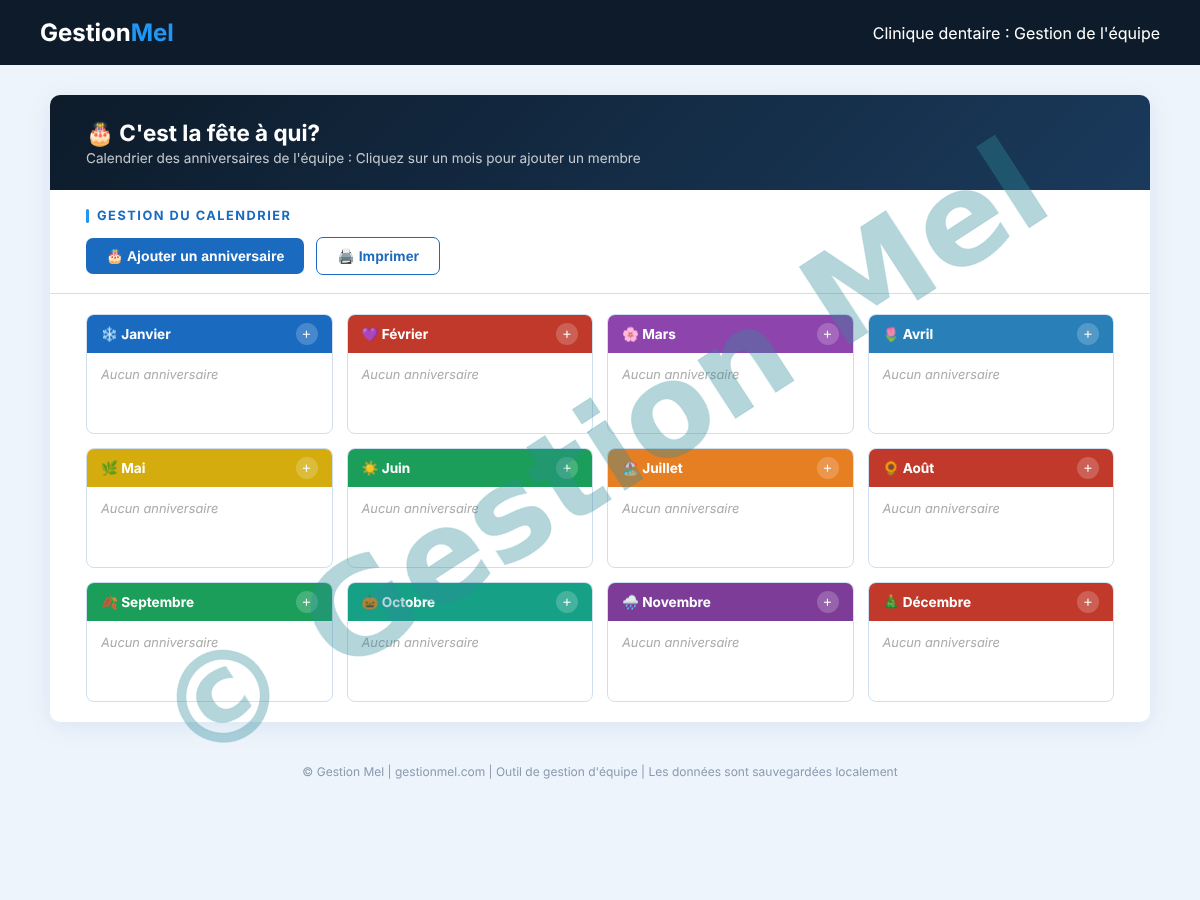 GestionMel
Clinique dentaire : Gestion de l'équipe
🎂 C'est la fête à qui?
Calendrier des anniversaires de l'équipe : Cliquez sur un mois pour ajouter un membre
GESTION DU CALENDRIER
🎂 Ajouter un anniversaire
🖨️ Imprimer
❄️ Janvier +
💜 Février +
🌸 Mars +
🌷 Avril +
Aucun anniversaire
Aucun anniversaire
Aucun anniversaire
Aucun anniversaire
🌿 Mai +
☀️ Juin +
🏖️ Juillet +
🌻 Août +
Aucun anniversaire
Aucun anniversaire
Aucun anniversaire
Aucun anniversaire
🍂 Septembre +
🎃 Octobre +
🌧️ Novembre +
🎄 Décembre +
Aucun anniversaire
Aucun anniversaire
Aucun anniversaire
Aucun anniversaire
© Gestion Mel
© Gestion Mel | gestionmel.com | Outil de gestion d'équipe | Les données sont sauvegardées localement